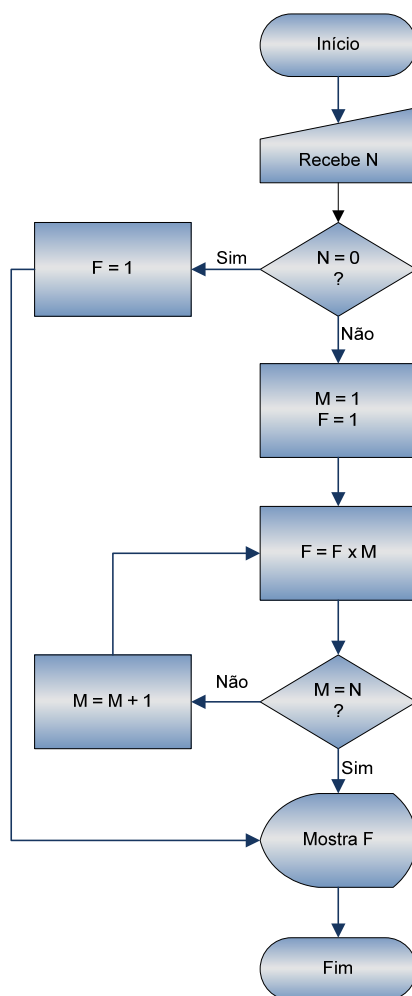 Início
Recebe N
N = 0
?
Sim
F = 1
Não
M = 1
F = 1
F = F x M
M = N
?
Não
M = M + 1
Sim
Mostra F
Fim